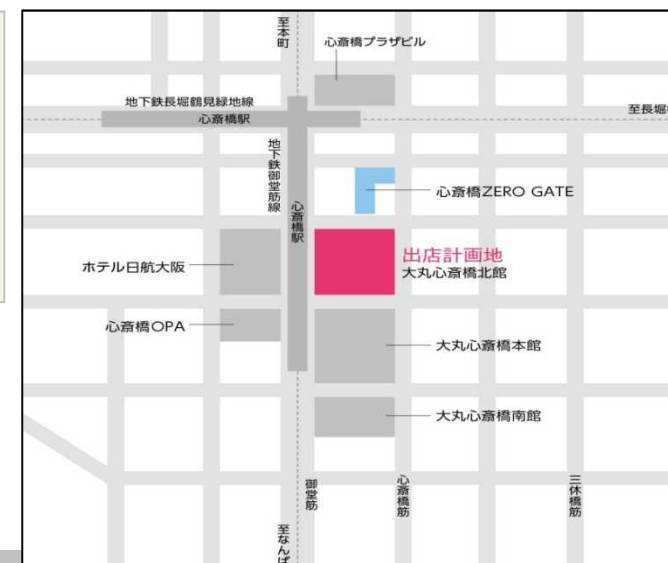 至本町
心斎橋プラザビル
地下鉄長堀鶴見緑地線
心斎橋駅
至長堀
地下鉄御堂筋線
心斎橋駅
心斎橋ZERO GATE
出店計画地
大丸心斎橋北館
ホテル日航大阪
心斎橋OPA
大丸心斎橋本館
大丸心斎橋南館
御堂筋
心斎橋筋
三休橋筋
至なんば